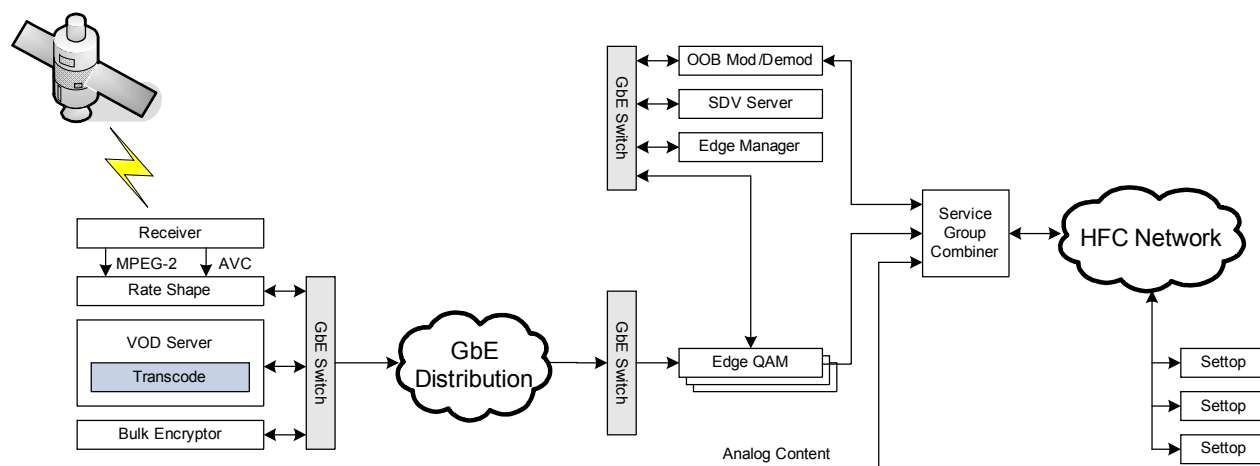 OOB Mod/Demod
SDV Server
Edge Manager
GbE Switch
Service
Group
Combiner
HFC Network
Receiver
MPEG-2
AVC
Rate Shape
VOD Server
Transcode
Bulk Encryptor
GbE Switch
GbE
Distribution
GbE Switch
Edge QAM
Analog Content
Settop
Settop
Settop